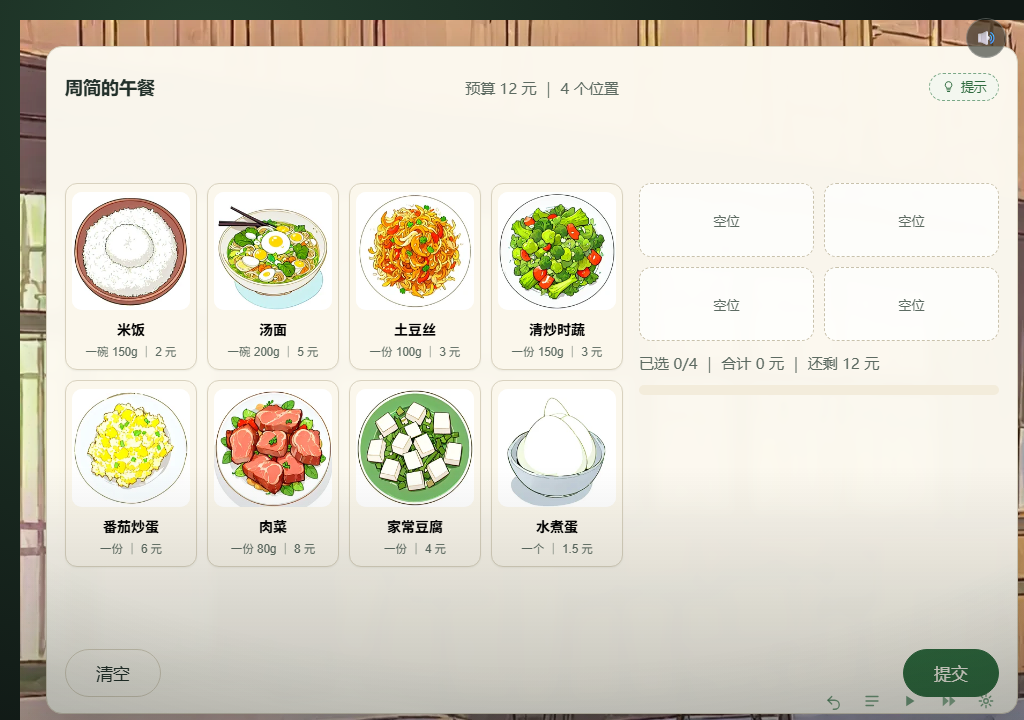 周简的午餐
预算 12 元 | 4 个位置
提示
米饭
一碗 150g | 2 元
汤面
一碗 200g | 5 元
土豆丝
一份 100g | 3 元
清炒时蔬
一份 150g | 3 元
番茄炒蛋
一份 | 6 元
肉菜
一份 80g | 8 元
家常豆腐
一份 | 4 元
水煮蛋
一个 | 1.5 元
空位
空位
空位
空位
已选 0/4 | 合计 0 元 | 还剩 12 元
清空
提交